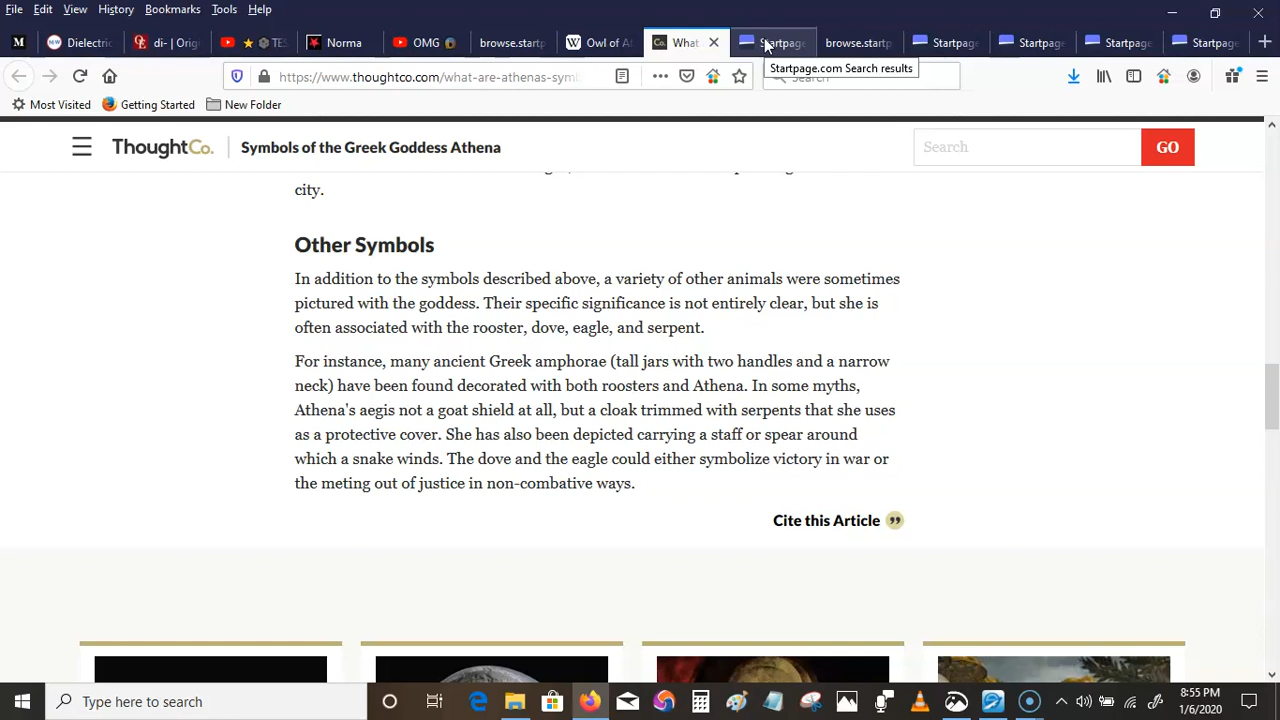 File Edit View History Bookmarks Tools Help
M Dielectri di- | Orig ★ TES Norma OMG browse.startp W Owl of A Co. What Startpage browse.startp Startpage Startpage Startpage Startpage
https://www.thoughtco.com/what-are-athenas-symb
Startpage.com Search results
Most Visited Getting Started New Folder
ThoughtCo. Symbols of the Greek Goddess Athena Search GO
city.
Other Symbols
In addition to the symbols described above, a variety of other animals were sometimes
pictured with the goddess. Their specific significance is not entirely clear, but she is
often associated with the rooster, dove, eagle, and serpent.
For instance, many ancient Greek amphorae (tall jars with two handles and a narrow
neck) have been found decorated with both roosters and Athena. In some myths,
Athena's aegis not a goat shield at all, but a cloak trimmed with serpents that she uses
as a protective cover. She has also been depicted carrying a staff or spear around
which a snake winds. The dove and the eagle could either symbolize victory in war or
the meting out of justice in non-combative ways.
Cite this Article
Type here to search
8:55 PM
1/6/2020